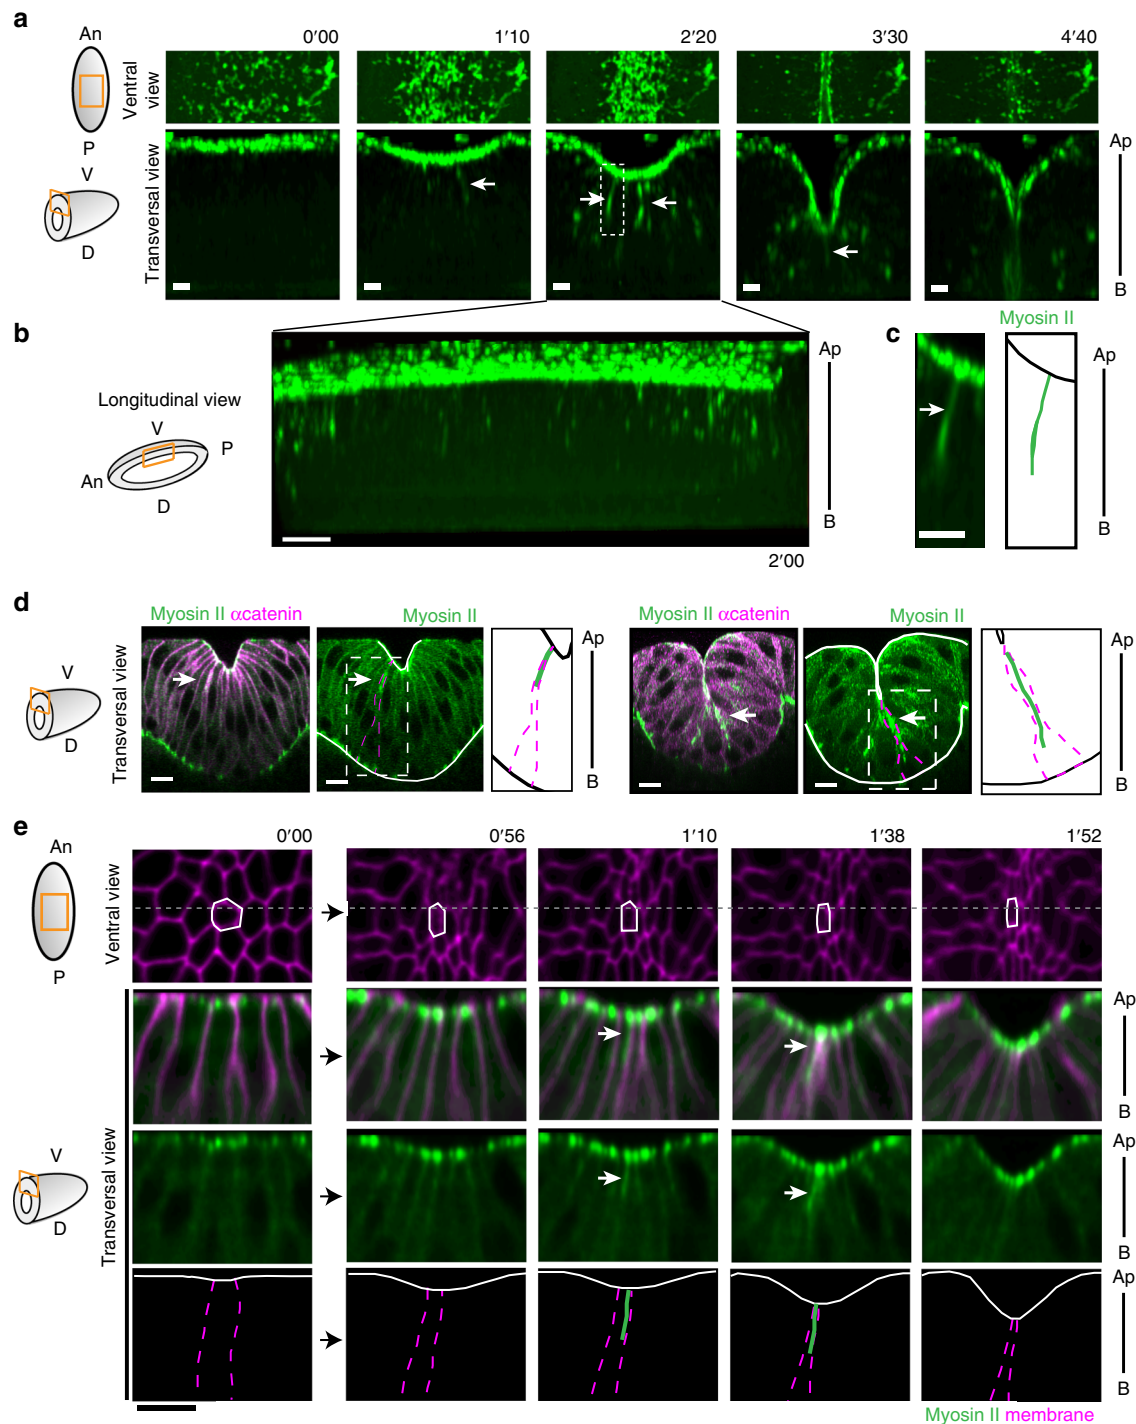 a
An
P
V
D
Ventral view
Transversal view
0′00
1′10
2′20
3′30
4′40
Ap
B
b
Longitudinal view
V
P
An
D
Ap
B
2′00
c
Myosin II
Ap
B
d
V
D
Transversal view
Myosin II αcatenin
Myosin II
Ap
B
Myosin II αcatenin
Myosin II
Ap
B
e
An
P
Ventral view
0′00
0′56
1′10
1′38
1′52
V
D
Transversal view
Ap
B
Ap
B
Ap
B
Myosin II membrane